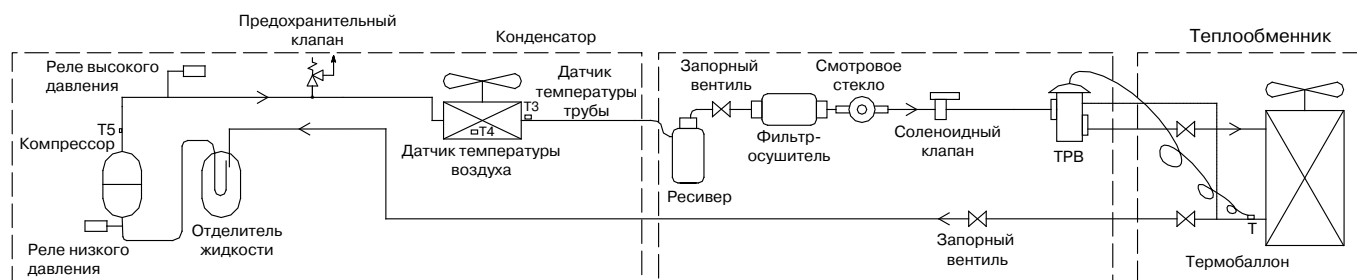 Предохранительный
клапан
Конденсатор
Теплообменник
Реле высокого
давления
Датчик
температуры
трубы
Запорный
вентиль
Смотровое
стекло
T5
Компрессор
T3
T4
Датчик температуры
воздуха
Фильтр-
осушитель
Соленоидный
клапан
ТРВ
Ресивер
Отделитель
жидкости
Реле низкого
давления
Запорный
вентиль
T
Термобаллон